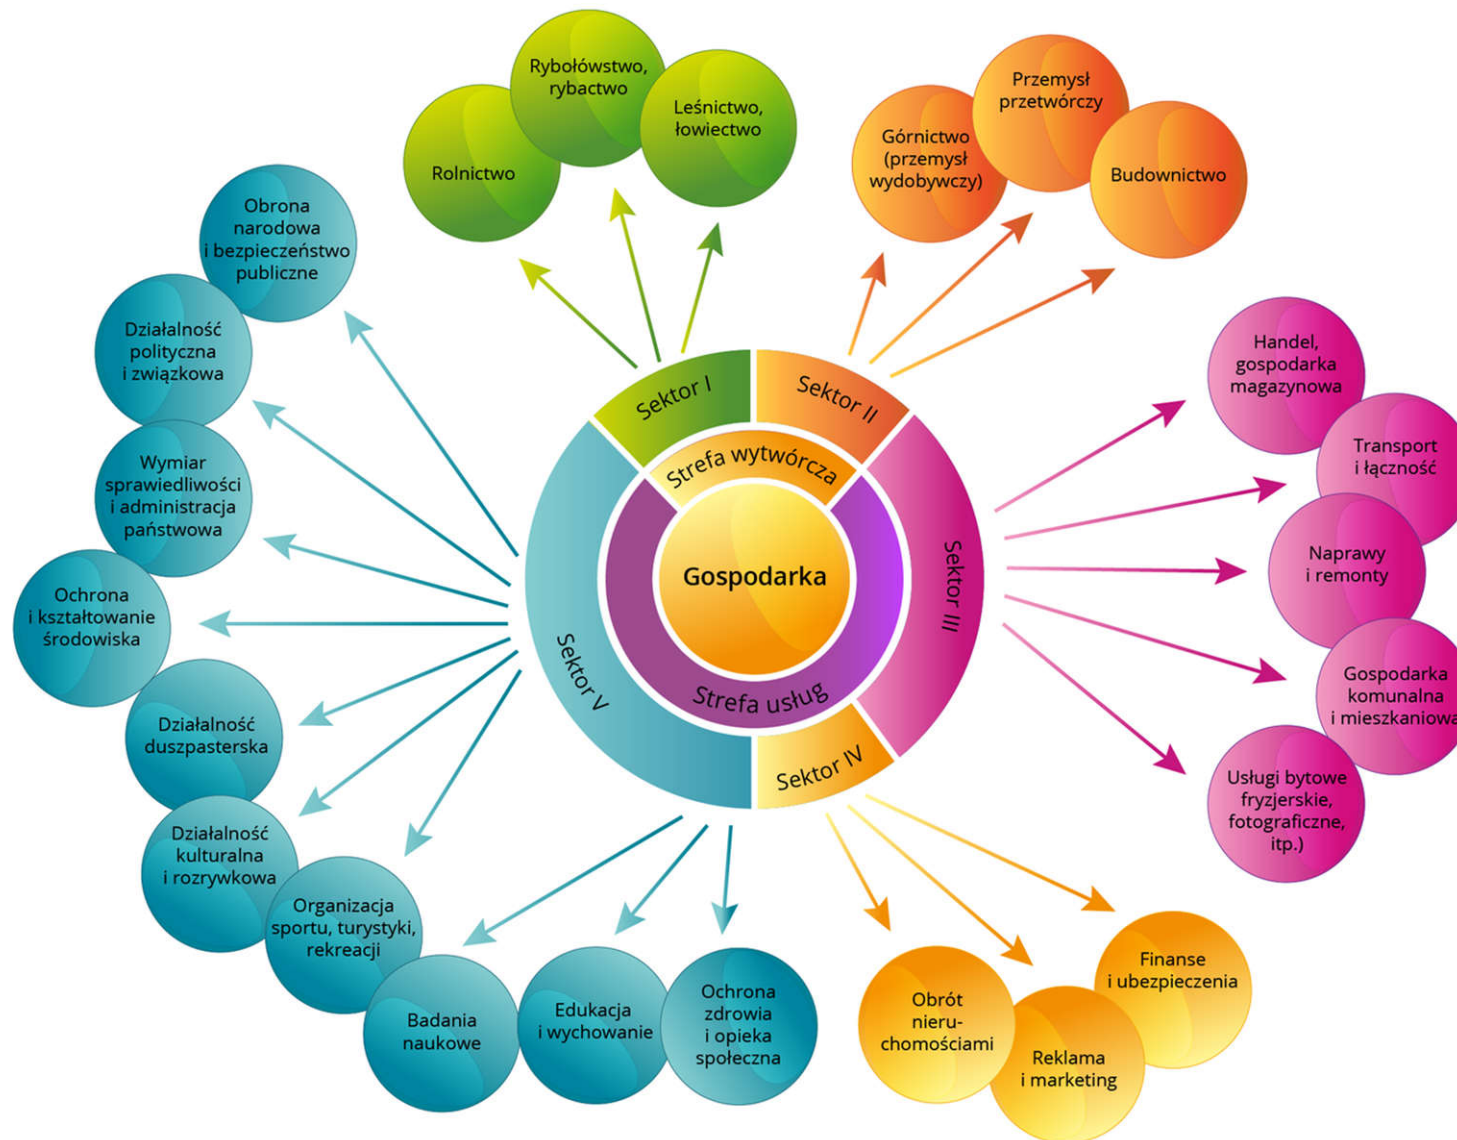 Gospodarka
Strefa wytwórcza
Strefa usług
Sektor I
Rolnictwo
Rybołówstwo,
rybactwo
Leśnictwo,
łowiectwo
Sektor II
Górnictwo
(przemysł
wydobywczy)
Przemysł
przetwórczy
Budownictwo
Sektor III
Handel,
gospodarka
magazynowa
Transport
i łączność
Naprawy
i remonty
Gospodarka
komunalna
i mieszkaniowa
Usługi bytowe
fryzjerskie,
fotograficzne,
itp.)
Sektor IV
Finanse
i ubezpieczenia
Reklama
i marketing
Obrót
nieru-
chomościami
Sektor V
Ochrona
zdrowia
i opieka
społeczna
Edukacja
i wychowanie
Badania
naukowe
Organizacja
sportu, turystyki,
rekreacji
Działalność
kulturalna
i rozrywkowa
Działalność
duszpasterska
Ochrona
i kształtowanie
środowiska
Wymiar
sprawiedliwości
i administracja
państwowa
Działalność
polityczna
i związkowa
Obrona
narodowa
i bezpieczeństwo
publiczne